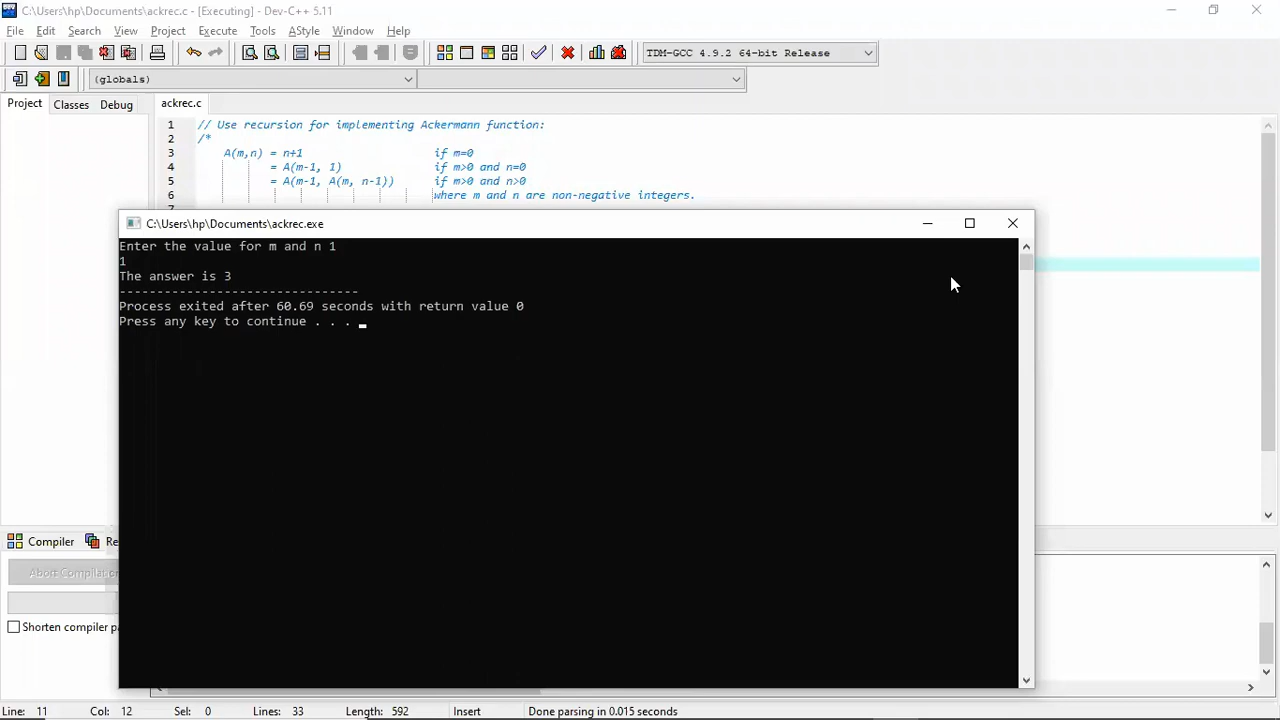 C:\Users\hp\Documents\ackrec.c - [Executing] - Dev-C++ 5.11
File Edit Search View Project Execute Tools AStyle Window Help
TDM-GCC 4.9.2 64-bit Release
(globals)
Project Classes Debug ackrec.c
1 // Use recursion for implementing Ackermann function:
2 /*
3 A(m,n) = n+1 if m=0
4 = A(m-1, 1) if m>0 and n=0
5 = A(m-1, A(m, n-1)) if m>0 and n>0
6 where m and n are non-negative integers.
C:\Users\hp\Documents\ackrec.exe
Enter the value for m and n 1
1
The answer is 3
--------------------------------
Process exited after 60.69 seconds with return value 0
Press any key to continue . . .
Compiler Re
Abort Compilation
Shorten compiler pa
Line: 11 Col: 12 Sel: 0 Lines: 33 Length: 592 Insert Done parsing in 0.015 seconds